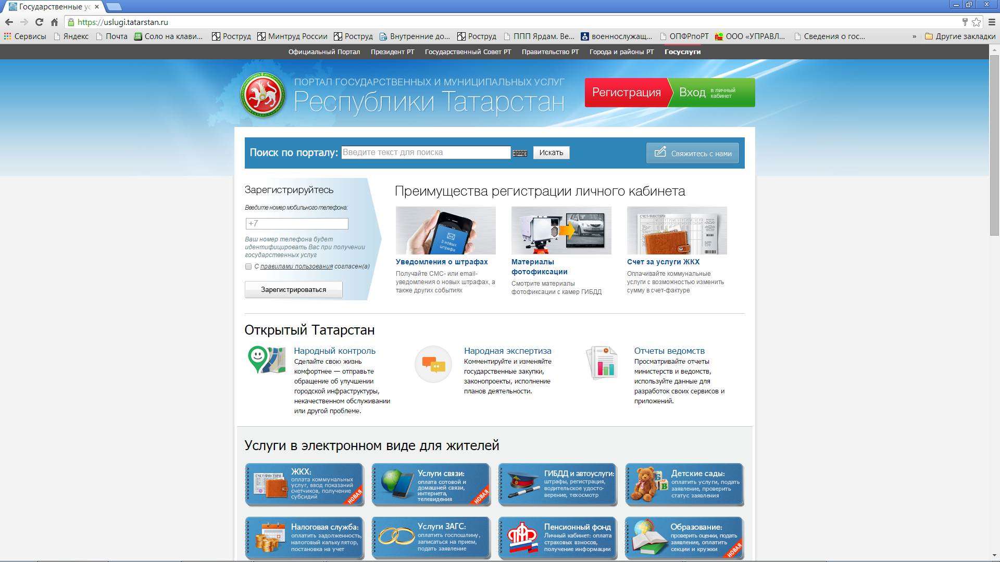 Государственные ус
https://uslugi.tatarstan.ru
Сервисы Яндекс Почта Соло на клави... Роструд Минтруд России Роструд Внутренние до... Роструд ППП Ярдам. Ве... военнослужащ... ОПФРпоРТ ООО «УПРАВЛ... Сведения о гос... » Другие закладки
Официальный Портал Президент РТ Государственный Совет РТ Правительство РТ Города и районы РТ Госуслуги
ПОРТАЛ ГОСУДАРСТВЕННЫХ И МУНИЦИПАЛЬНЫХ УСЛУГ
Республики Татарстан
Регистрация
Вход в личный кабинет
Поиск по порталу: Введите текст для поиска Искать Свяжитесь с нами
Зарегистрируйтесь
Введите номер мобильного телефона:
+7
Ваш номер телефона будет
идентифицировать Вас при получении
государственных услуг
С правилами пользования согласен(а)
Зарегистрироваться
Преимущества регистрации личного кабинета
3 новых
штрафа
Уведомления о штрафах
Получайте СМС- или email-
уведомления о новых штрафах, а
также других событиях
Материалы
фотофиксации
Смотрите материалы
фотофиксации с камер ГИБДД
СЧЕТ-ФАКТУРА
Счет за услуги ЖКХ
Оплачивайте коммунальные
услуги с возможностью изменить
сумму в счет-фактуре
Открытый Татарстан
Народный контроль
Сделайте свою жизнь
комфортнее — отправьте
обращение об улучшении
городской инфраструктуры,
некачественном обслуживании
или другой проблеме.
Народная экспертиза
Комментируйте и изменяйте
государственные закупки,
законопроекты, исполнение
планов деятельности.
Отчеты ведомств
Просматривайте отчеты
министерств и ведомств,
используйте данные для
разработок своих сервисов и
приложений.
Услуги в электронном виде для жителей
СЧЕТ-ФАКТУРА
ЖКХ:
оплата коммунальных
услуг, ввод показаний
счетчиков, получение
субсидий
НОВАЯ
Услуги связи:
оплата сотовой и
домашней связи,
интернета,
телевидения
НОВАЯ
ГИБДД и автоуслуги:
штрафы, регистрация,
водительское удосто-
верение, техосмотр
Детские сады:
оплатить услуги, подать
заявление, проверить
статус заявления
Налоговая служба:
оплатить задолженность,
налоговый калькулятор,
постановка на учет
Услуги ЗАГС:
оплатить госпошлину,
записаться на прием,
подать заявление
Пенсионный фонд
Личный кабинет: оплата
страховых взносов,
получение информации
Образование:
проверить оценки, подать
заявление, оплатить
секции и кружки
НОВАЯ